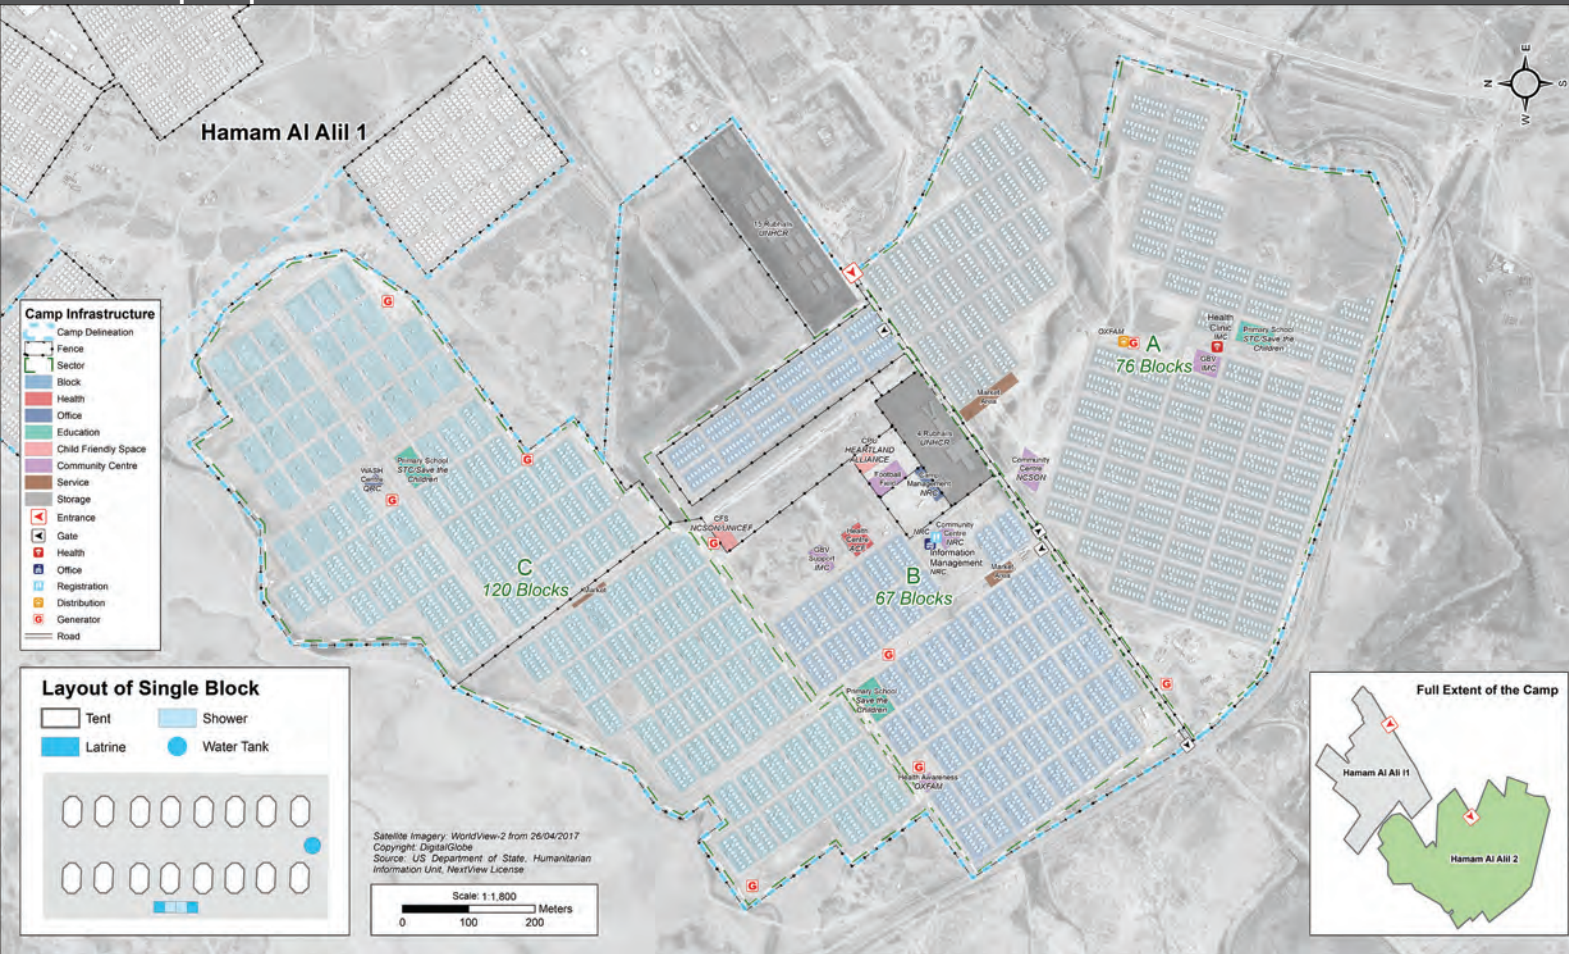 Hamam Al Alil 1
E
N
S
W
15 Rubhalls
UNHCR
Camp Infrastructure
Camp Delineation
Fence
Sector
Block
Health
Office
Education
Child Friendly Space
Community Centre
Service
Storage
Entrance
Gate
Health
Office
Registration
Distribution
Generator
Road
G
OXFAM
G
A
76 Blocks
Health
Clinic
IMC
Primary School
STC/Save the
Children
GBV
IMC
Market
Area
4 Rubhalls
UNHCR
CPU
HEARTLAND
ALLIANCE
Football
Field
Management
NRC
Community
Centre
NCSON
G
Primary School
STC/Save the
Children
WASH
Centre
QRC
G
CFS
NCSON/UNICEF
G
Health
Centre
ACE
GBV
Support
IMC
NRC
Community
Centre
NRC
Information
Management
NRC
Market
Area
C
120 Blocks
Market
B
67 Blocks
G
G
Primary School
Save the
Children
G
Health Awareness
OXFAM
G
Layout of Single Block
Tent
Shower
Latrine
Water Tank
Satellite Imagery: WorldView-2 from 26/04/2017
Copyright: DigitalGlobe
Source: US Department of State, Humanitarian
Information Unit, NextView License
Scale: 1:1,800
Meters
0 100 200
Full Extent of the Camp
Hamam Al Ali l1
Hamam Al Alil 2